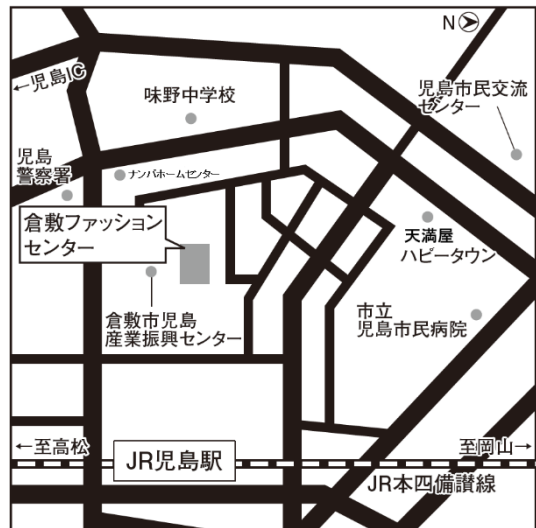 N
←児島IC
味野中学校
児島市民交流
センター
児島
警察署
ナンバホームセンター
倉敷ファッション
センター
天満屋
ハピータウン
倉敷市児島
産業振興センター
市立
児島市民病院
←至高松
JR児島駅
至岡山→
JR本四備讃線